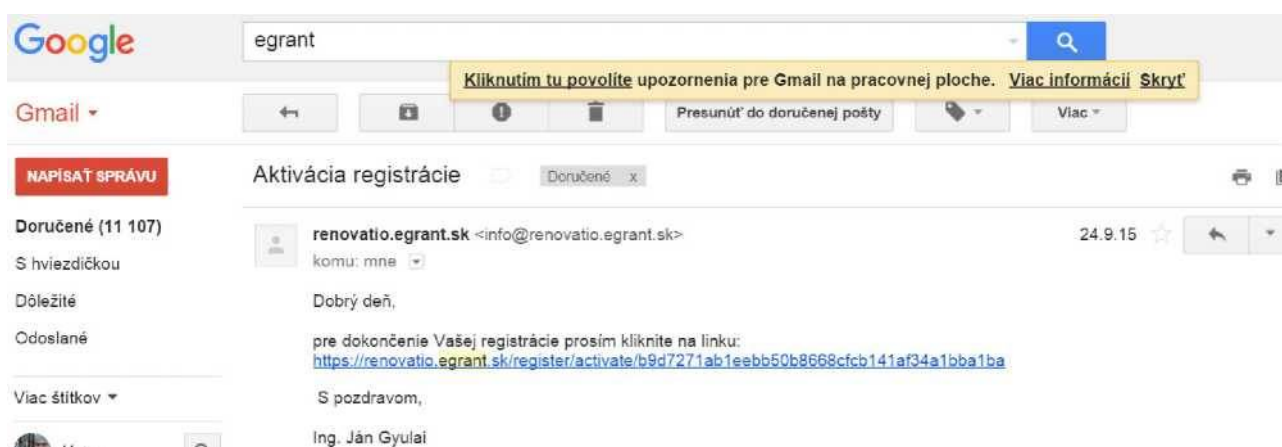 Google
egrant
Kliknutím tu povolíte upozornenia pre Gmail na pracovnej ploche. Viac informácií Skryť
Gmail
Presunúť do doručenej pošty
Viac
NAPÍSAŤ SPRÁVU
Aktivácia registrácie
Doručené x
Doručené (11 107)
renovatio.egrant.sk <info@renovatio.egrant.sk>
24.9.15
komu: mne
S hviezdičkou
Dôležité
Odoslané
Viac štítkov
Dobrý deň,
pre dokončenie Vašej registrácie prosím kliknite na linku:
https://renovatio.egrant.sk/register/activate/b9d7271ab1eebb50b8668cfcb141af34a1bba1ba
S pozdravom,
Ing. Ján Gyulai